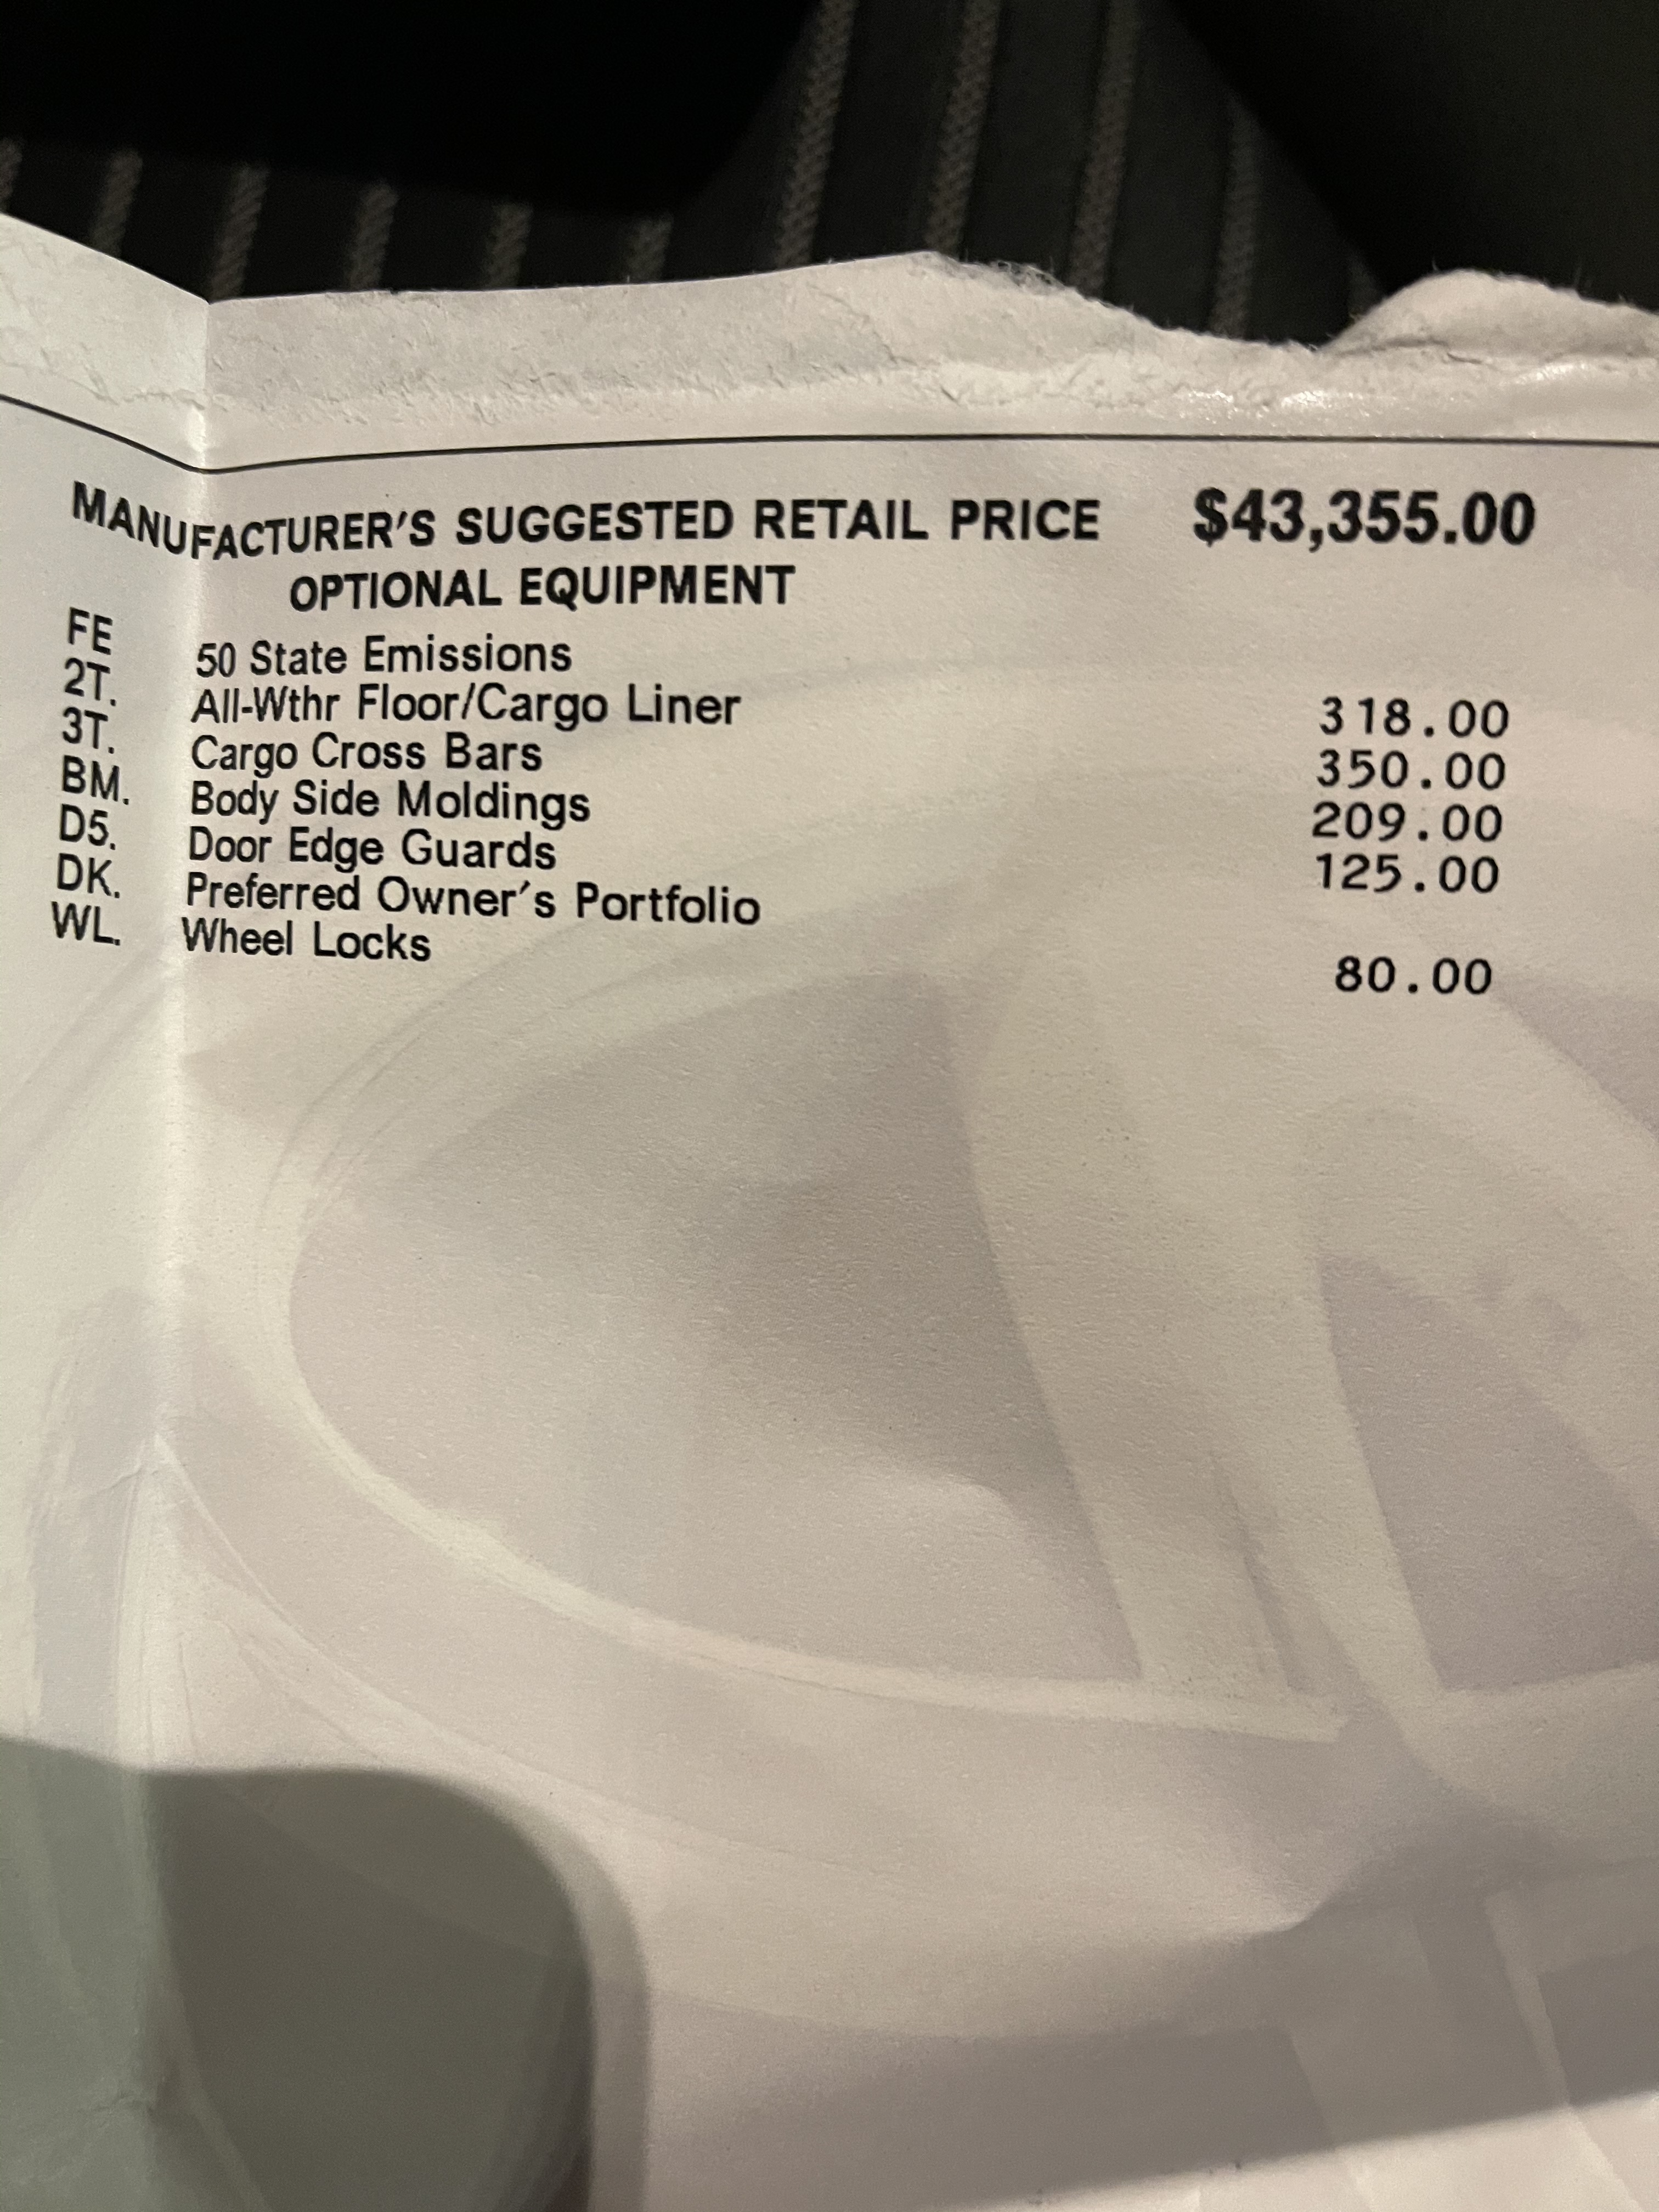 MANUFACTURER'S SUGGESTED RETAIL PRICE $43,355.00
OPTIONAL EQUIPMENT
FE 50 State Emissions
2T. All-Wthr Floor/Cargo Liner 318.00
3T. Cargo Cross Bars 350.00
BM. Body Side Moldings 209.00
D5. Door Edge Guards 125.00
DK. Preferred Owner's Portfolio
WL. Wheel Locks 80.00